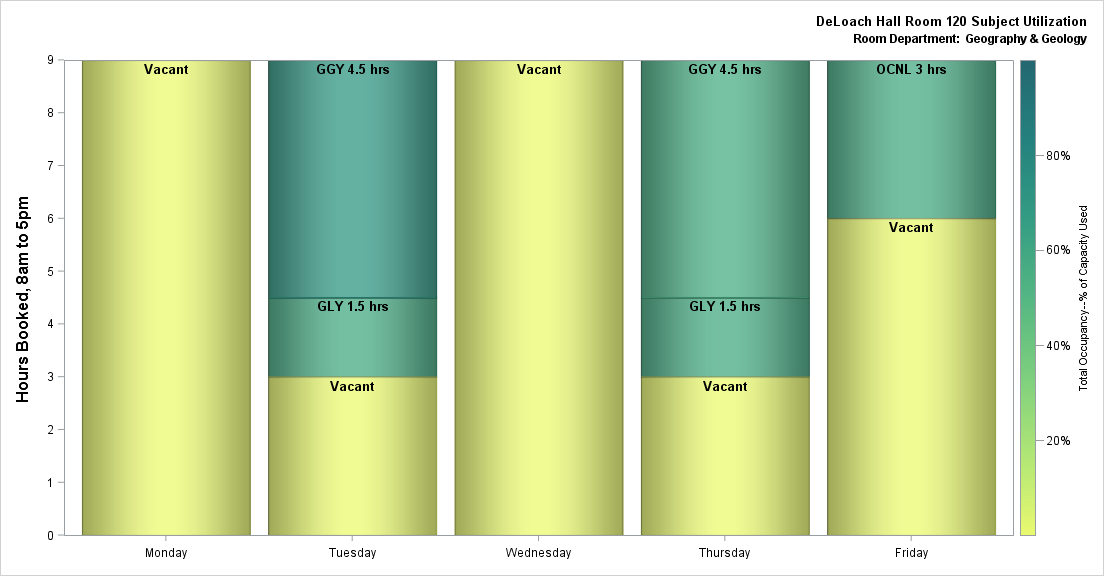 DeLoach Hall Room 120 Subject Utilization
Room Department: Geography & Geology
Hours Booked, 8am to 5pm
9
8
7
6
5
4
3
2
1
0
Vacant
GGY 4.5 hrs
GLY 1.5 hrs
Vacant
Vacant
GGY 4.5 hrs
GLY 1.5 hrs
Vacant
OCNL 3 hrs
Vacant
Monday
Tuesday
Wednesday
Thursday
Friday
80%
60%
40%
20%
Total Occupancy--% of Capacity Used